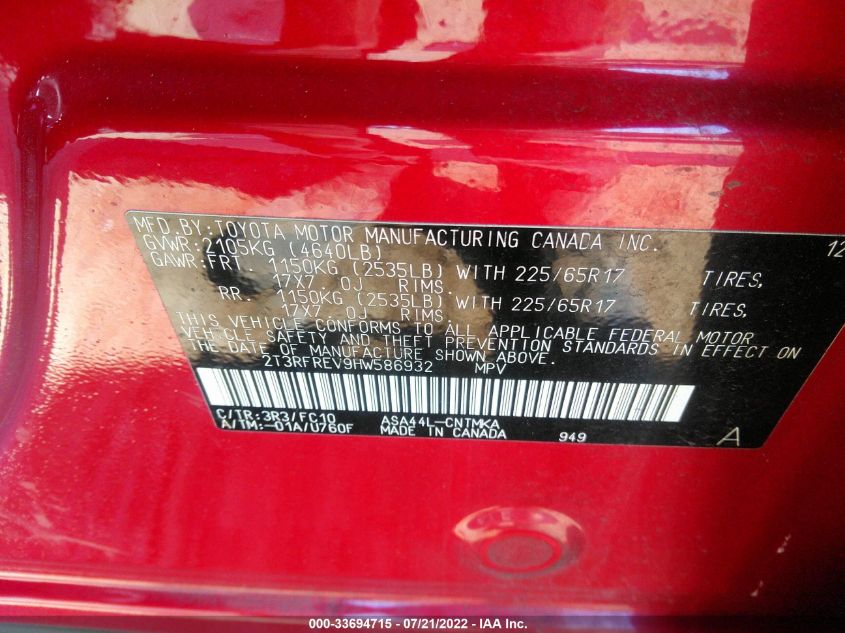 MFD.BY:TOYOTA MOTOR MANUFACTURING CANADA INC. 12
GVWR:2105KG (4640LB)
GAWR:FRT. 1150KG (2535LB) WITH 225/65R17 TIRES,
17X7.0J RIMS.
RR. 1150KG (2535LB) WITH 225/65R17 TIRES,
17X7.0J RIMS.
THIS VEHICLE CONFORMS TO ALL APPLICABLE FEDERAL MOTOR
VEHICLE SAFETY AND THEFT PREVENTION STANDARDS IN EFFECT ON
THE DATE OF MANUFACTURE SHOWN ABOVE.
2T3RFREV9HW586932 MPV
C/TR:3R3/FC10 ASA44L-CNTMKA
A/TM:-01A/U760F MADE IN CANADA 949 A
000-33694715 - 07/21/2022 - IAA Inc.